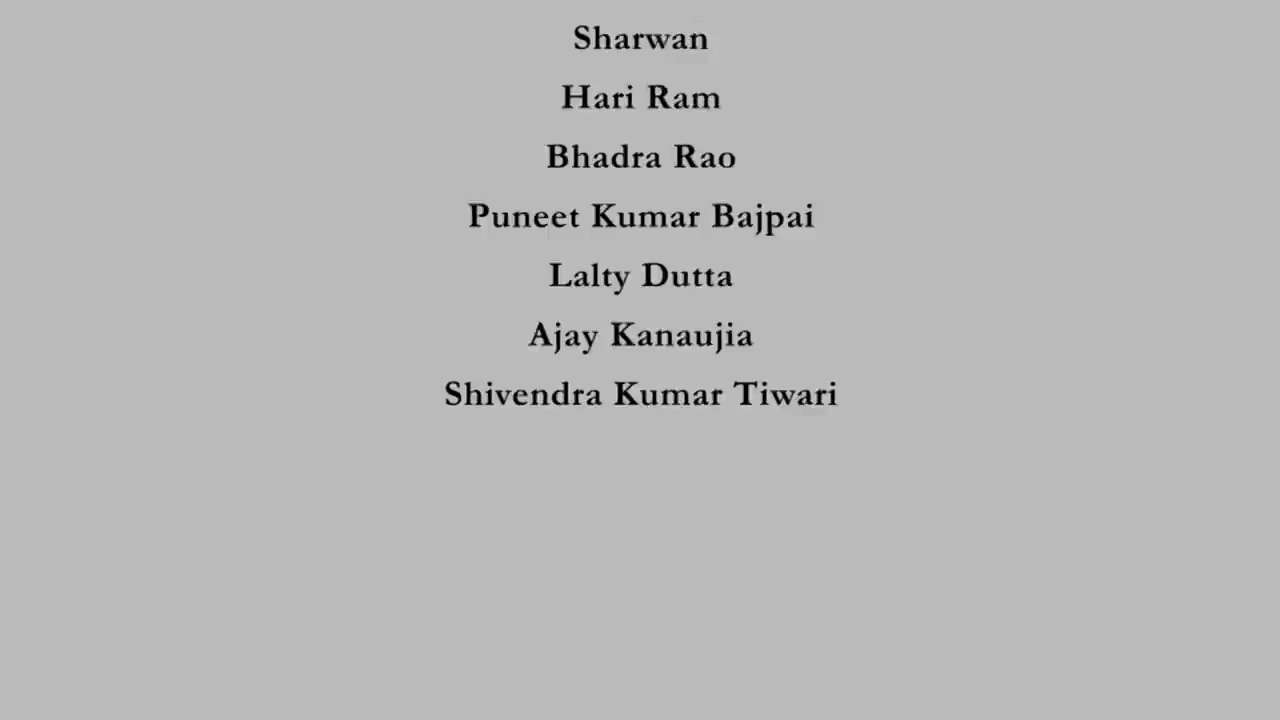 Sharwan
Hari Ram
Bhadra Rao
Puneet Kumar Bajpai
Lalty Dutta
Ajay Kanaujia
Shivendra Kumar Tiwari